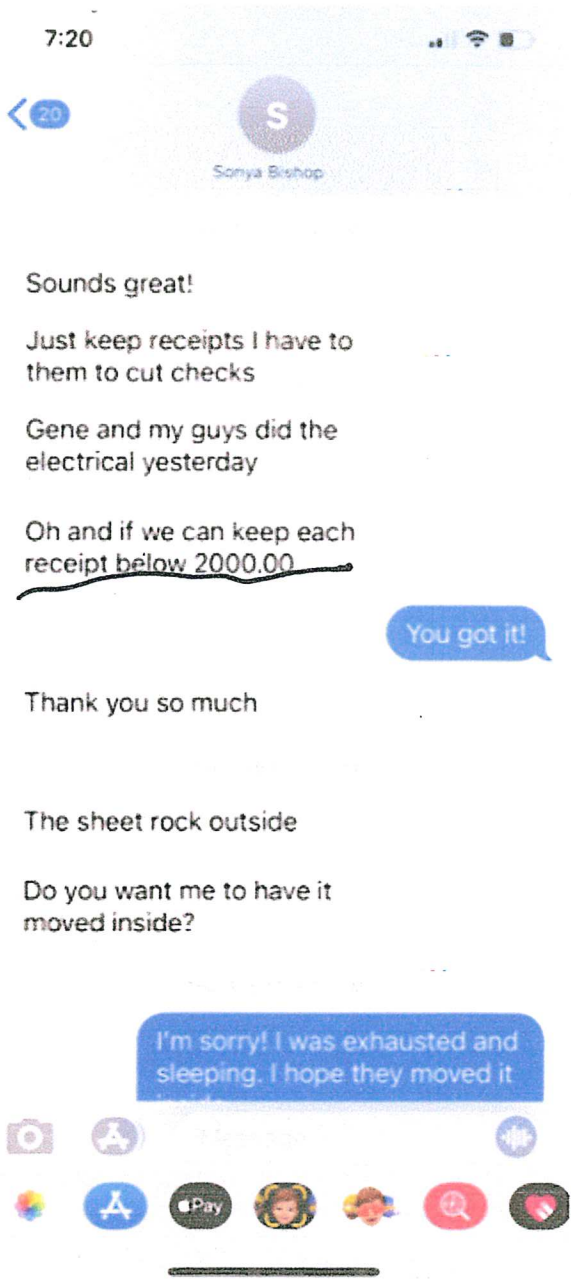 7:20
20
S
Sonya Bishop
Sounds great!
Just keep receipts I have to
them to cut checks
Gene and my guys did the
electrical yesterday
Oh and if we can keep each
receipt below 2000.00
You got it!
Thank you so much
The sheet rock outside
Do you want me to have it
moved inside?
I'm sorry! I was exhausted and
sleeping. I hope they moved it
Pay